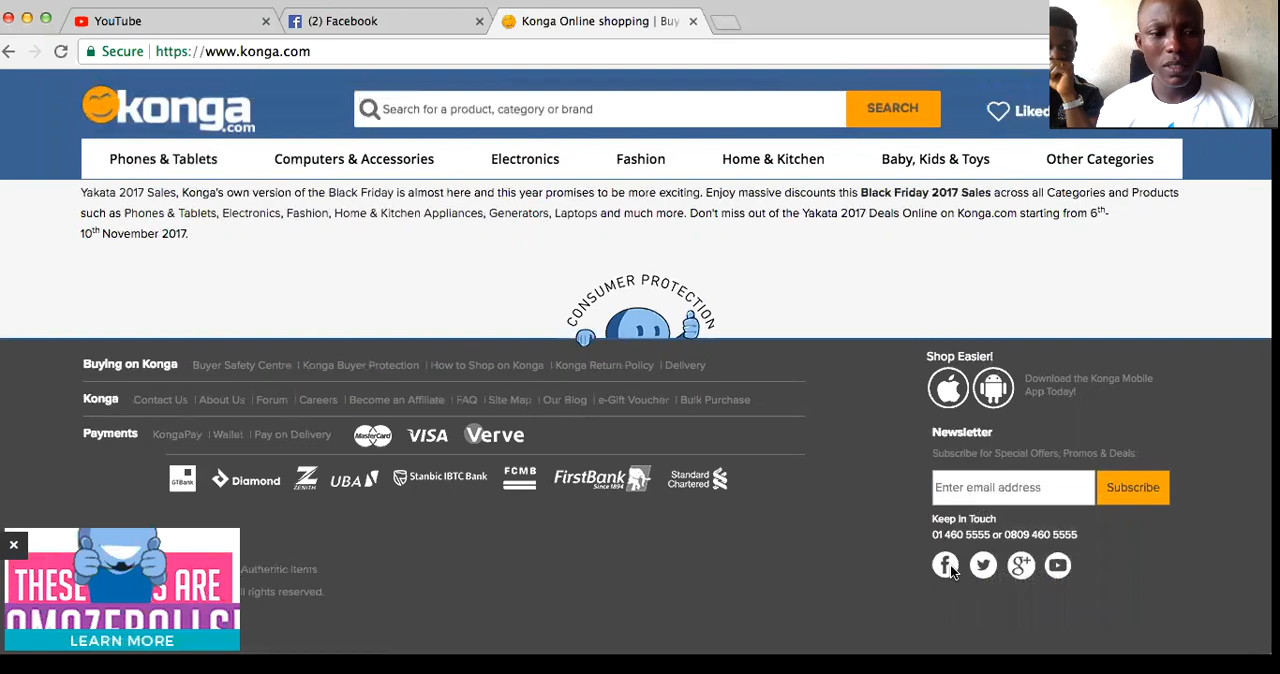 YouTube
(2) Facebook
Konga Online shopping | Buy
Secure https://www.konga.com
konga
.com
Search for a product, category or brand
SEARCH
Liked
Phones & Tablets
Computers & Accessories
Electronics
Fashion
Home & Kitchen
Baby, Kids & Toys
Other Categories
Yakata 2017 Sales, Konga's own version of the Black Friday is almost here and this year promises to be more exciting. Enjoy massive discounts this Black Friday 2017 Sales across all Categories and Products
such as Phones & Tablets, Electronics, Fashion, Home & Kitchen Appliances, Generators, Laptops and much more. Don't miss out of the Yakata 2017 Deals Online on Konga.com starting from 6th-
10th November 2017.
CONSUMER PROTECTION
Buying on Konga Buyer Safety Centre | Konga Buyer Protection | How to Shop on Konga | Konga Return Policy | Delivery
Konga Contact Us | About Us | Forum | Careers | Become an Affiliate | FAQ | Site Map | Our Blog | e-Gift Voucher | Bulk Purchase
Payments KongaPay | Wallet | Pay on Delivery MasterCard VISA Verve
GTBank Diamond ZENITH UBA Stanbic IBTC Bank FCMB FirstBank Since 1894 Standard Chartered
Shop Easier!
Download the Konga Mobile
App Today!
Newsletter
Subscribe for Special Offers, Promos & Deals
Enter email address
Subscribe
Keep In Touch
01 460 5555 or 0809 460 5555
f
g+
Authentic Items
ll rights reserved.
THESE
ARE
LEARN MORE